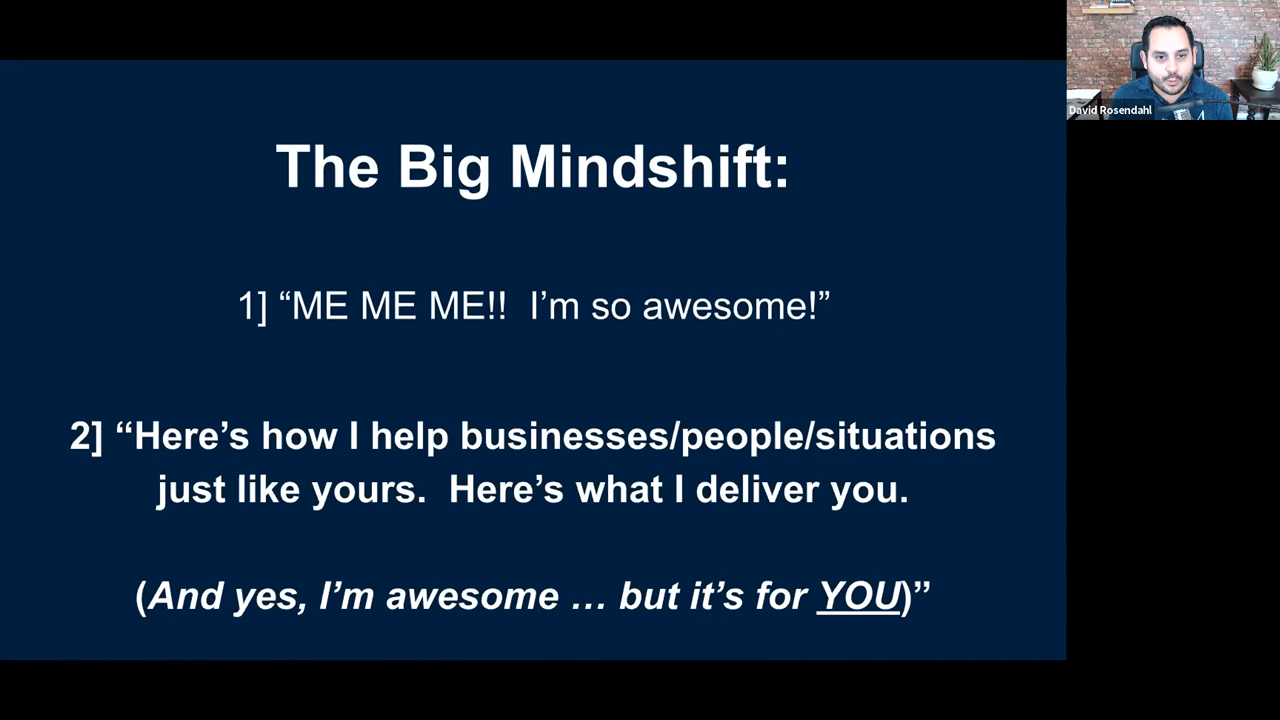 The Big Mindshift:
1] “ME ME ME!!  I’m so awesome!”
2] “Here’s how I help businesses/people/situations
just like yours.  Here’s what I deliver you.
(And yes, I’m awesome … but it’s for YOU)”
David Rosendahl